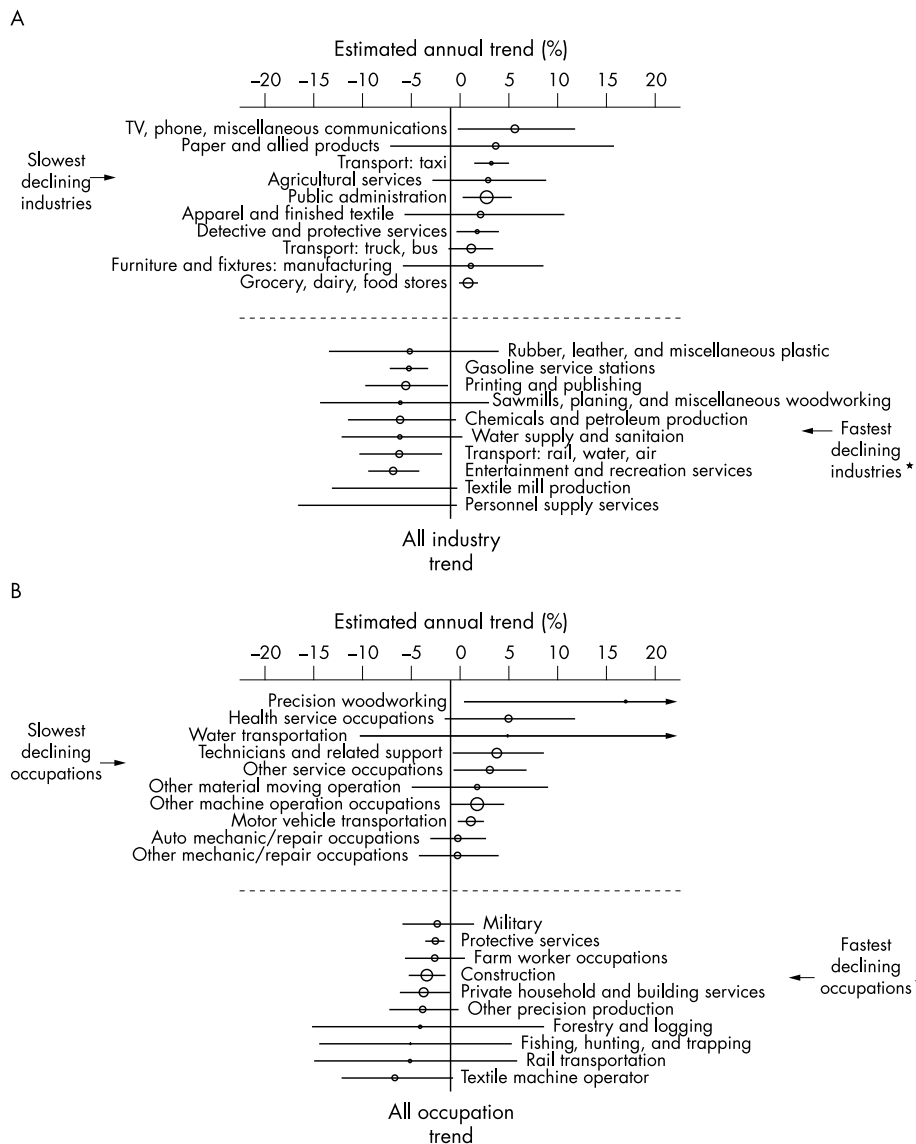 A
Estimated annual trend (%)
–20 –15 –10 –5 0 5 10 15 20
TV, phone, miscellaneous communications
Paper and allied products
Transport: taxi
Agricultural services
Public administration
Apparel and finished textile
Detective and protective services
Transport: truck, bus
Furniture and fixtures: manufacturing
Grocery, dairy, food stores
Slowest
declining
industries
Rubber, leather, and miscellaneous plastic
Gasoline service stations
Printing and publishing
Sawmills, planing, and miscellaneous woodworking
Chemicals and petroleum production
Water supply and sanitaion
Transport: rail, water, air
Entertainment and recreation services
Textile mill production
Personnel supply services
Fastest
declining
industries*
All industry
trend
B
Estimated annual trend (%)
–20 –15 –10 –5 0 5 10 15 20
Precision woodworking
Health service occupations
Water transportation
Technicians and related support
Other service occupations
Other material moving operation
Other machine operation occupations
Motor vehicle transportation
Auto mechanic/repair occupations
Other mechanic/repair occupations
Slowest
declining
occupations
Military
Protective services
Farm worker occupations
Construction
Private household and building services
Other precision production
Forestry and logging
Fishing, hunting, and trapping
Rail transportation
Textile machine operator
Fastest
declining
occupations
All occupation
trend